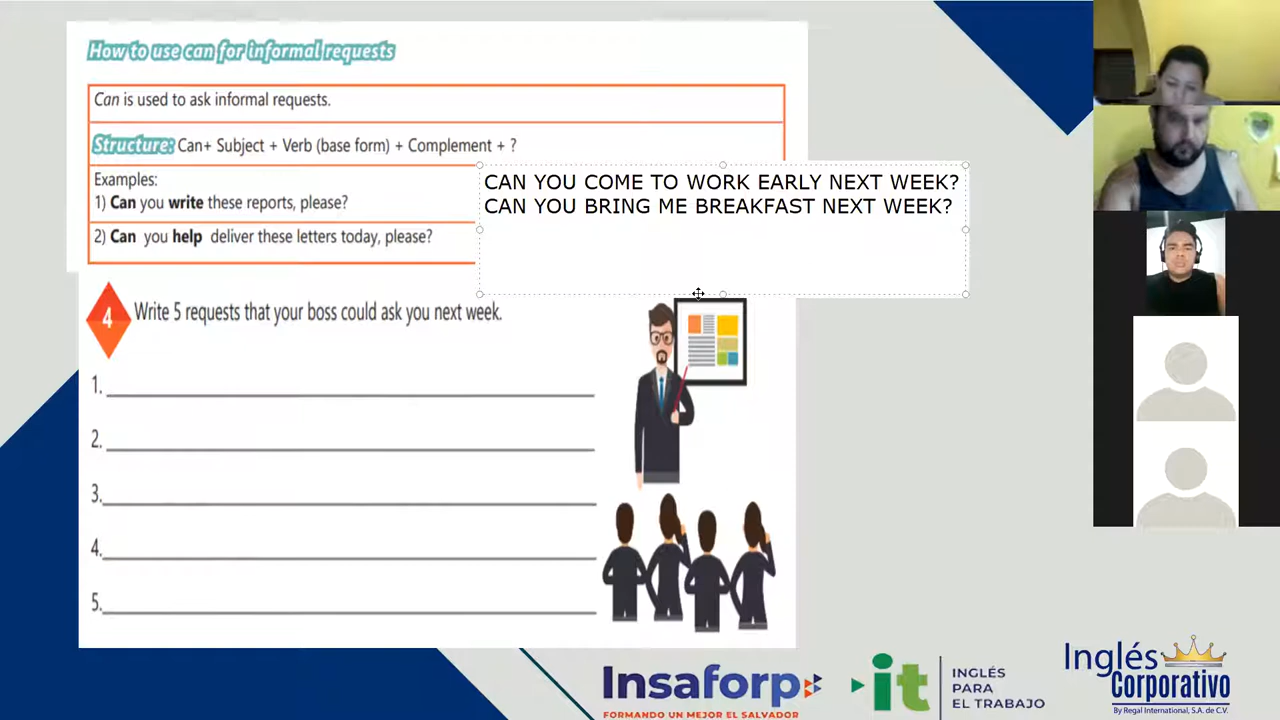 How to use can for informal requests
Can is used to ask informal requests.
Structure: Can+ Subject + Verb (base form) + Complement + ?
Examples:
1) Can you write these reports, please?
2) Can you help deliver these letters today, please?
CAN YOU COME TO WORK EARLY NEXT WEEK?
CAN YOU BRING ME BREAKFAST NEXT WEEK?
4 Write 5 requests that your boss could ask you next week.
1.
2.
3.
4.
5.
Insaforp
FORMANDO UN MEJOR EL SALVADOR
it
INGLÉS
PARA
EL TRABAJO
Inglés
Corporativo
By Regal International, S.A. de C.V.